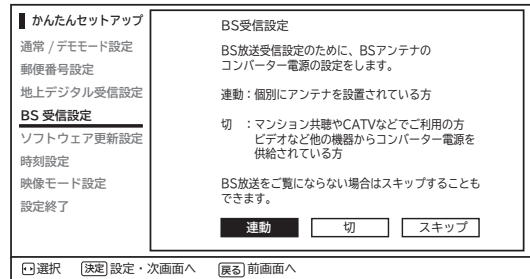 かんたんセットアップ
通常 / デモモード設定
郵便番号設定
地上デジタル受信設定
BS 受信設定
ソフトウェア更新設定
時刻設定
映像モード設定
設定終了
BS受信設定
BS放送受信設定のために、BSアンテナの
コンバーター電源の設定をします。
連動：個別にアンテナを設置されている方
切　：マンション共聴やCATVなどでご利用の方
ビデオなど他の機器からコンバーター電源を
供給されている方
BS放送をご覧にならない場合はスキップすることも
できます。
連動　切　スキップ
選択　決定 設定・次画面へ　戻る 前画面へ